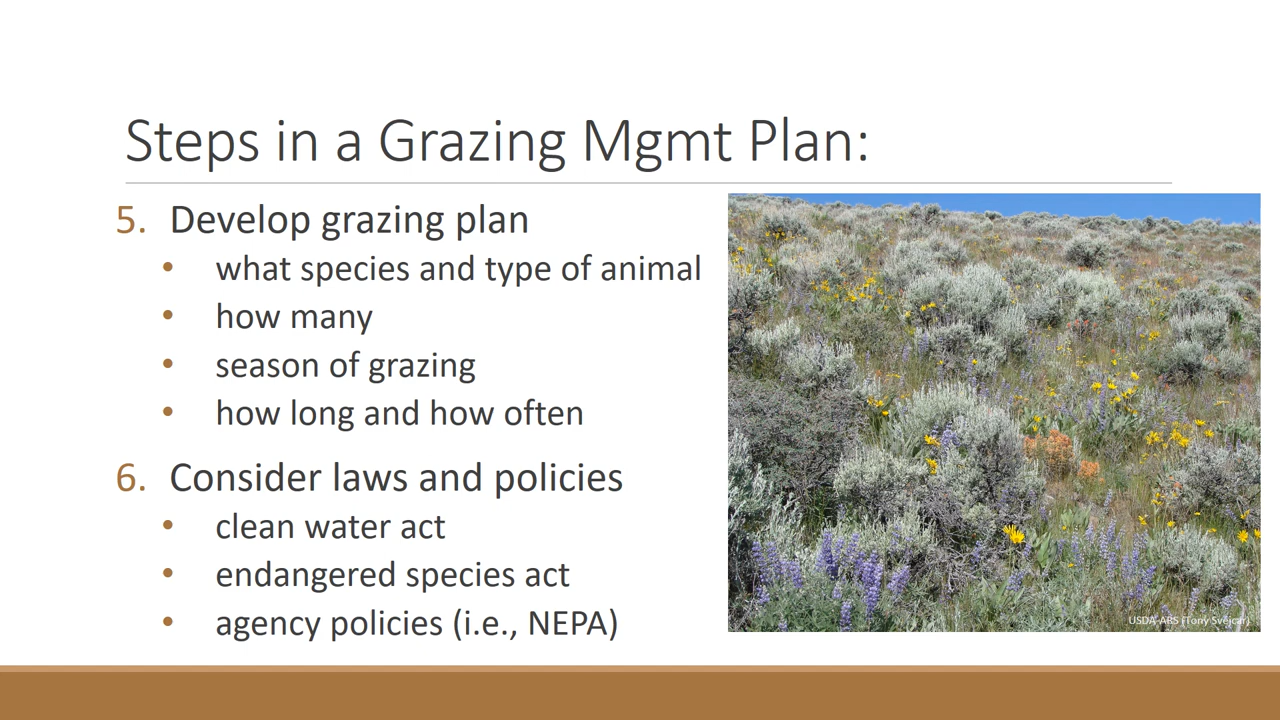 Steps in a Grazing Mgmt Plan:
5. Develop grazing plan
• what species and type of animal
• how many
• season of grazing
• how long and how often
6. Consider laws and policies
• clean water act
• endangered species act
• agency policies (i.e., NEPA)
USDA-ARS (Tony Svejcar)